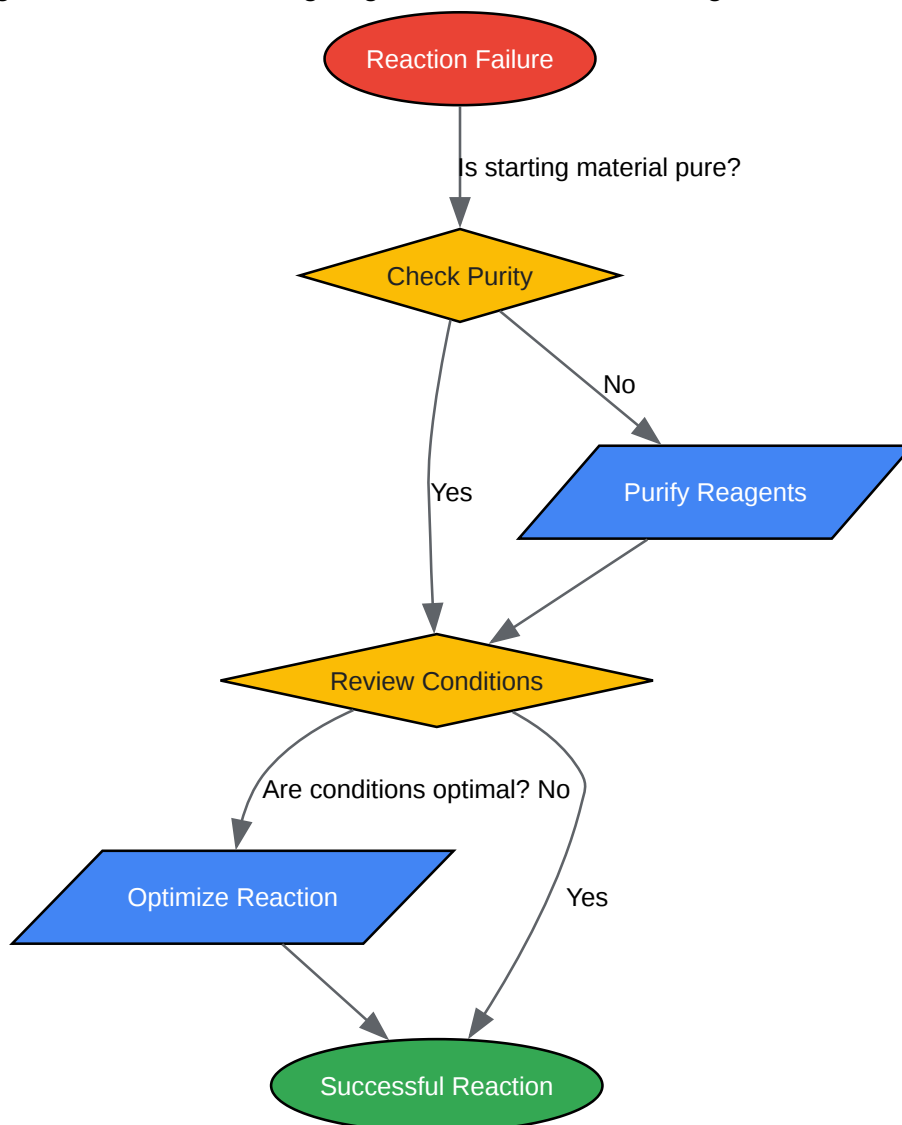 Reaction Failure
Is starting material pure?
Check Purity
No
Yes
Purify Reagents
Review Conditions
Are conditions optimal? No
Optimize Reaction
Yes
Successful Reaction